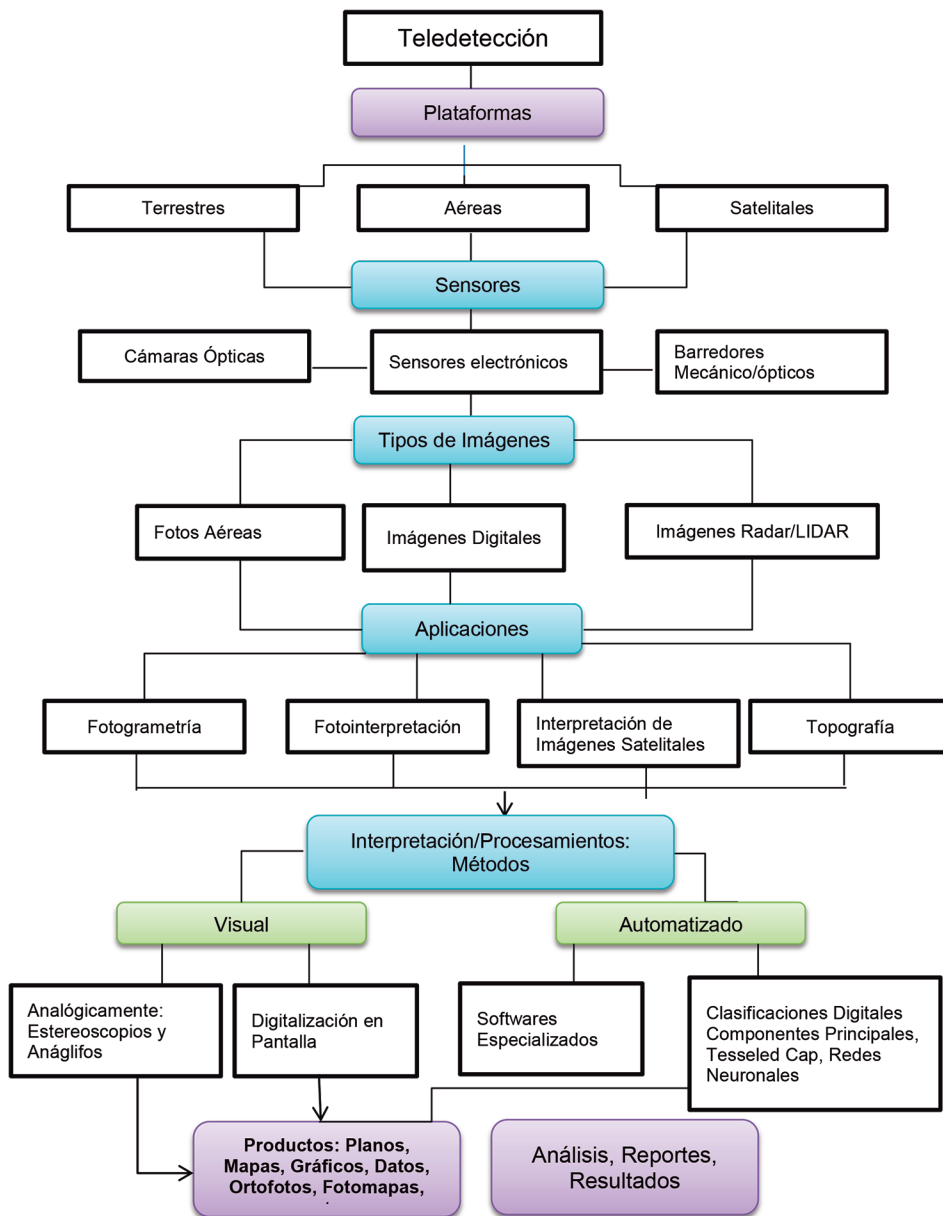 Teledetección
Plataformas
Terrestres
Aéreas
Satelitales
Sensores
Cámaras Ópticas
Sensores electrónicos
Barredores
Mecánico/ópticos
Tipos de Imágenes
Fotos Aéreas
Imágenes Digitales
Imágenes Radar/LIDAR
Aplicaciones
Fotogrametría
Fotointerpretación
Interpretación de
Imágenes Satelitales
Topografía
Interpretación/Procesamientos:
Métodos
Visual
Automatizado
Analógicamente:
Estereoscopios y
Anáglifos
Digitalización en
Pantalla
Softwares
Especializados
Clasificaciones Digitales
Componentes Principales,
Tesseled Cap, Redes
Neuronales
Productos: Planos,
Mapas, Gráficos, Datos,
Ortofotos, Fotomapas,
Análisis, Reportes,
Resultados